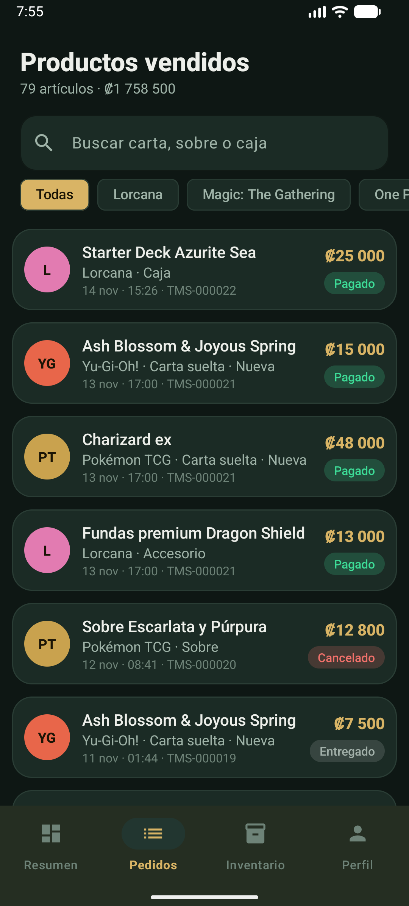 7:55
Productos vendidos
79 artículos · ₡1 758 500
Buscar carta, sobre o caja
Todas
Lorcana
Magic: The Gathering
One P
L
Starter Deck Azurite Sea
₡25 000
Lorcana · Caja
Pagado
14 nov · 15:26 · TMS-000022
YG
Ash Blossom & Joyous Spring
₡15 000
Yu-Gi-Oh! · Carta suelta · Nueva
Pagado
13 nov · 17:00 · TMS-000021
PT
Charizard ex
₡48 000
Pokémon TCG · Carta suelta · Nueva
Pagado
13 nov · 17:00 · TMS-000021
L
Fundas premium Dragon Shield
₡13 000
Lorcana · Accesorio
Pagado
13 nov · 17:00 · TMS-000021
PT
Sobre Escarlata y Púrpura
₡12 800
Pokémon TCG · Sobre
Cancelado
12 nov · 08:41 · TMS-000020
YG
Ash Blossom & Joyous Spring
₡7 500
Yu-Gi-Oh! · Carta suelta · Nueva
Entregado
11 nov · 01:44 · TMS-000019
Resumen
Pedidos
Inventario
Perfil